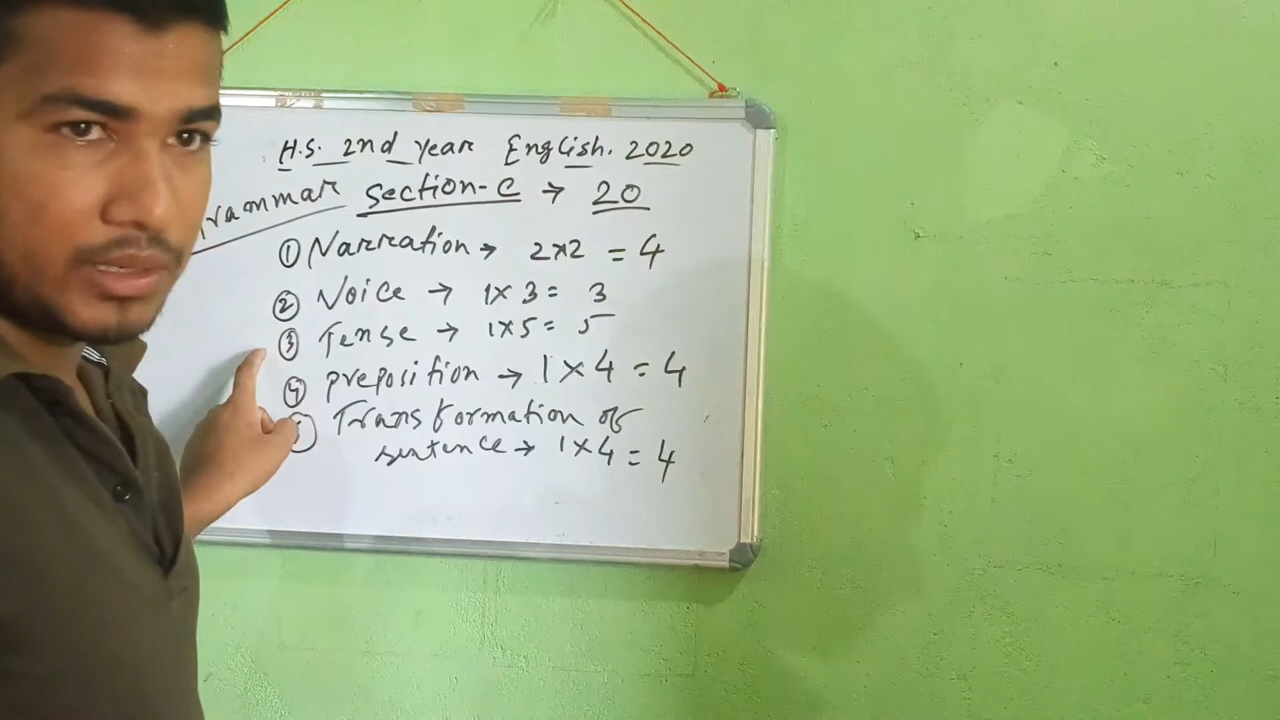 H.S. 2nd Year English. 2020
rammar Section-C → 20
① Narration → 2×2 = 4
② Voice → 1×3 = 3
③ Tense → 1×5 = 5
④ preposition → 1×4 = 4
Transformation of
sentence → 1×4 = 4